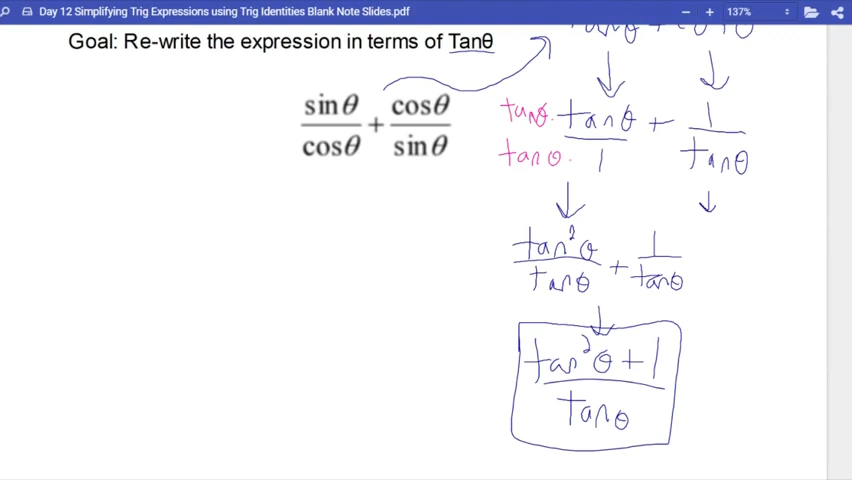 Day 12 Simplifying Trig Expressions using Trig Identities Blank Note Slides.pdf
137%
Goal: Re-write the expression in terms of Tanθ
sinθ/cosθ + cosθ/sinθ
tanθ · tanθ/1 + 1/tanθ
tanθ ·
tan²θ/tanθ + 1/tanθ
(tan²θ + 1)/tanθ